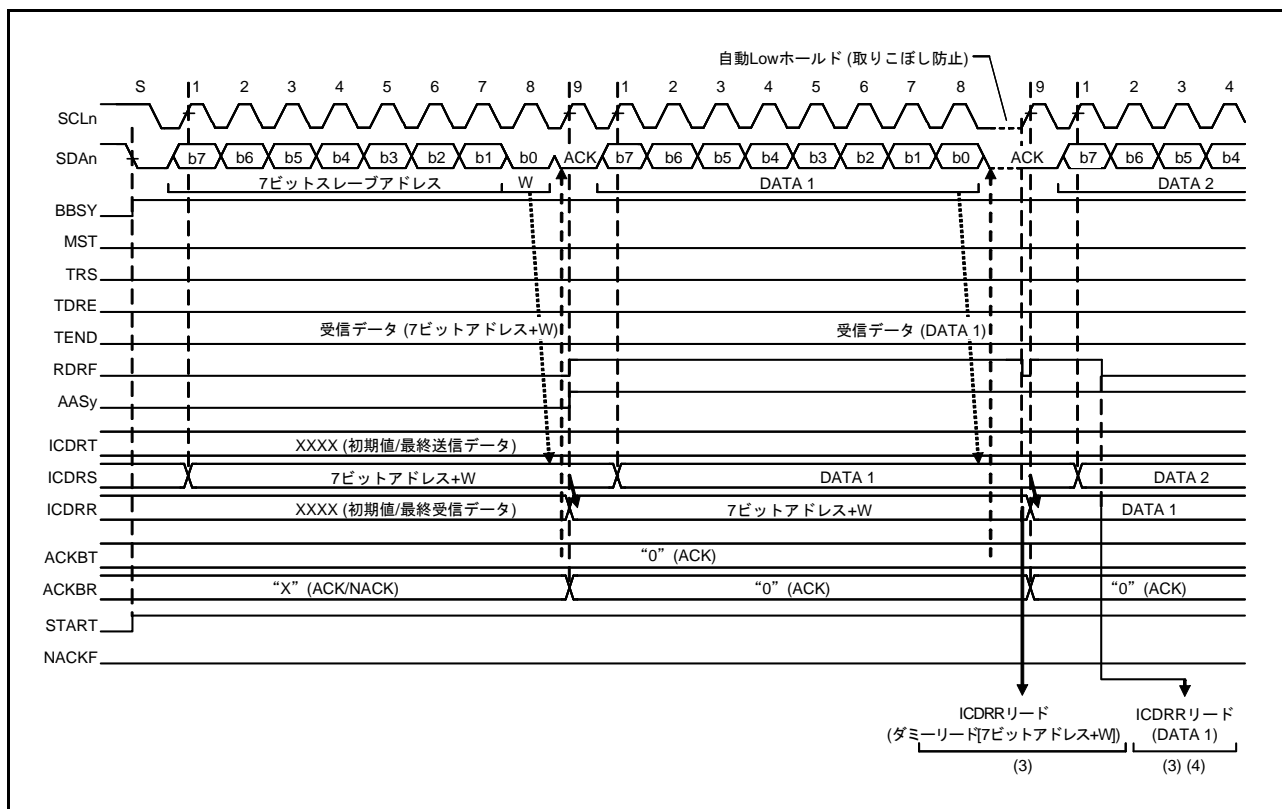 自動Lowホールド (取りこぼし防止)
S 1 2 3 4 5 6 7 8 9 1 2 3 4 5 6 7 8 9 1 2 3 4
SCLn
SDAn b7 b6 b5 b4 b3 b2 b1 b0 ACK b7 b6 b5 b4 b3 b2 b1 b0 ACK b7 b6 b5 b4
7ビットスレーブアドレス W DATA 1 DATA 2
BBSY
MST
TRS
TDRE
TEND 受信データ (7ビットアドレス+W) 受信データ (DATA 1)
RDRF
AASy
ICDRT XXXX (初期値/最終送信データ)
ICDRS 7ビットアドレス+W DATA 1 DATA 2
ICDRR XXXX (初期値/最終受信データ) 7ビットアドレス+W DATA 1
ACKBT “0” (ACK)
ACKBR “X” (ACK/NACK) “0” (ACK) “0” (ACK)
START
NACKF
ICDRRリード ICDRRリード
(ダミーリード[7ビットアドレス+W]) (DATA 1)
(3) (3) (4)